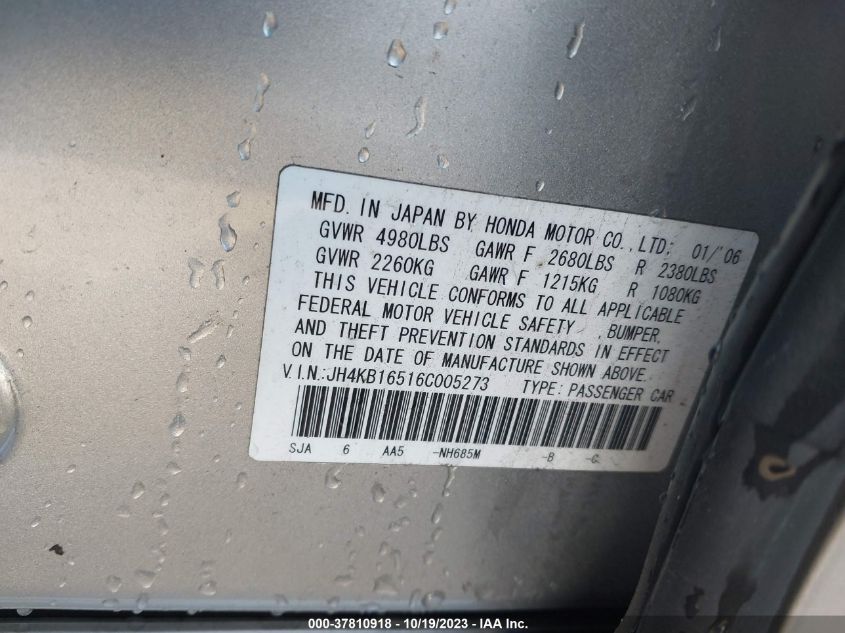 MFD. IN JAPAN BY HONDA MOTOR CO.,LTD; 01/'06
GVWR 4980LBS GAWR F 2680LBS R 2380LBS
GVWR 2260KG GAWR F 1215KG R 1080KG
THIS VEHICLE CONFORMS TO ALL APPLICABLE
FEDERAL MOTOR VEHICLE SAFETY ,BUMPER,
AND THEFT PREVENTION STANDARDS IN EFFECT
ON THE DATE OF MANUFACTURE SHOWN ABOVE.
V.I.N.:JH4KB16516C005273 TYPE:PASSENGER CAR
SJA 6 AA5 -NH685M -B -C
000-37810918 - 10/19/2023 - IAA Inc.